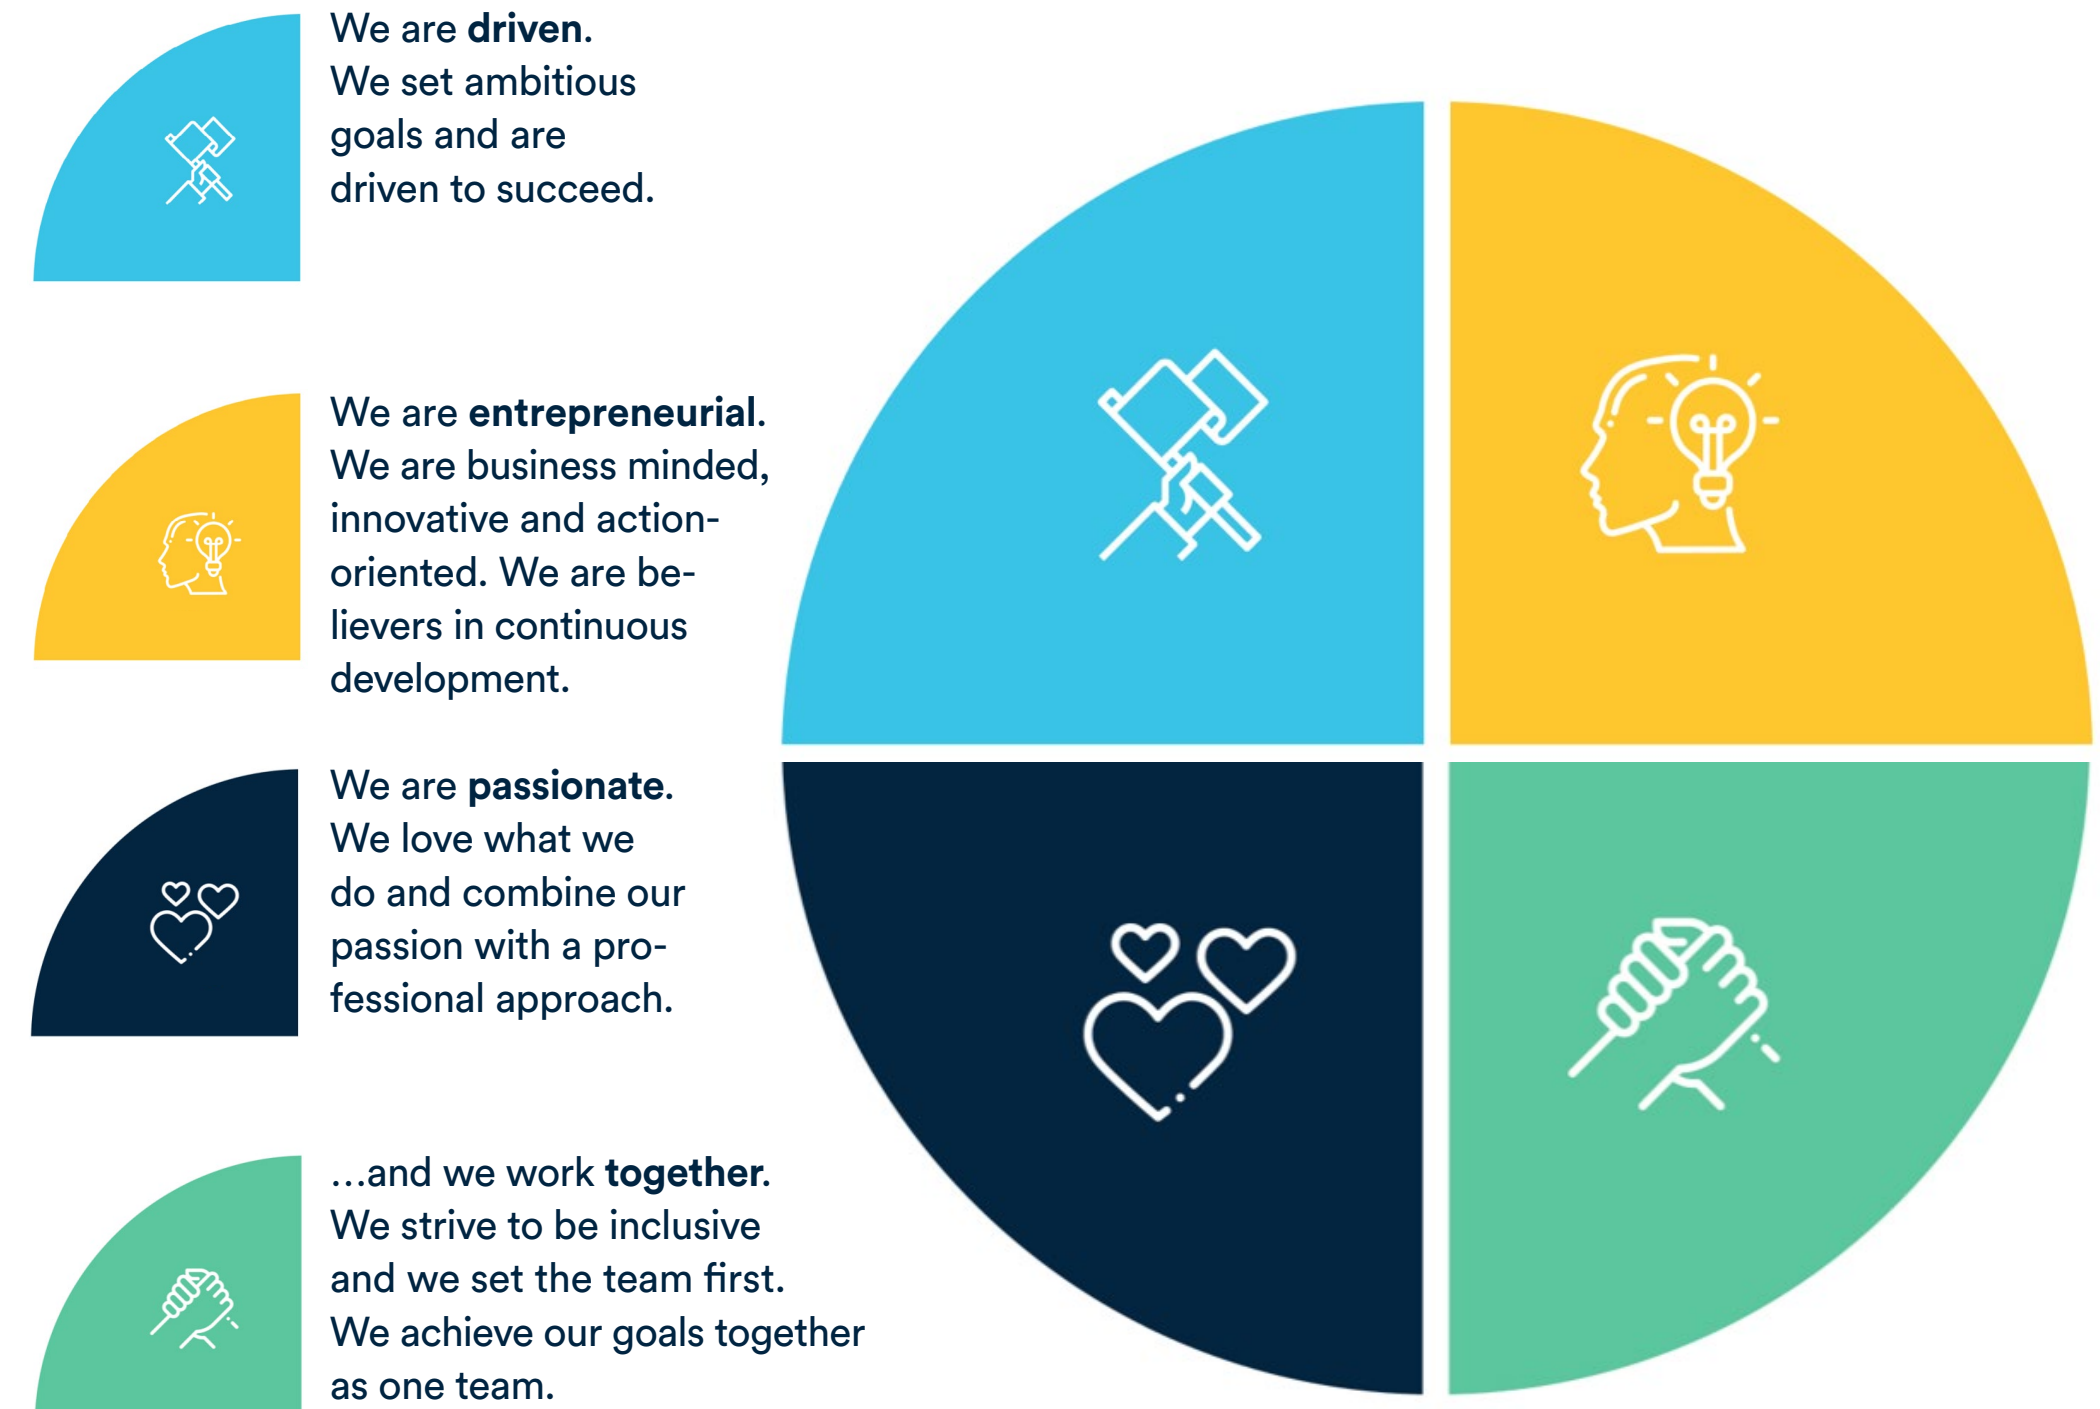 We are driven.
We set ambitious
goals and are
driven to succeed.
We are entrepreneurial.
We are business minded,
innovative and action-
oriented. We are be-
lievers in continuous
development.
We are passionate.
We love what we
do and combine our
passion with a pro-
fessional approach.
...and we work together.
We strive to be inclusive
and we set the team first.
We achieve our goals together
as one team.